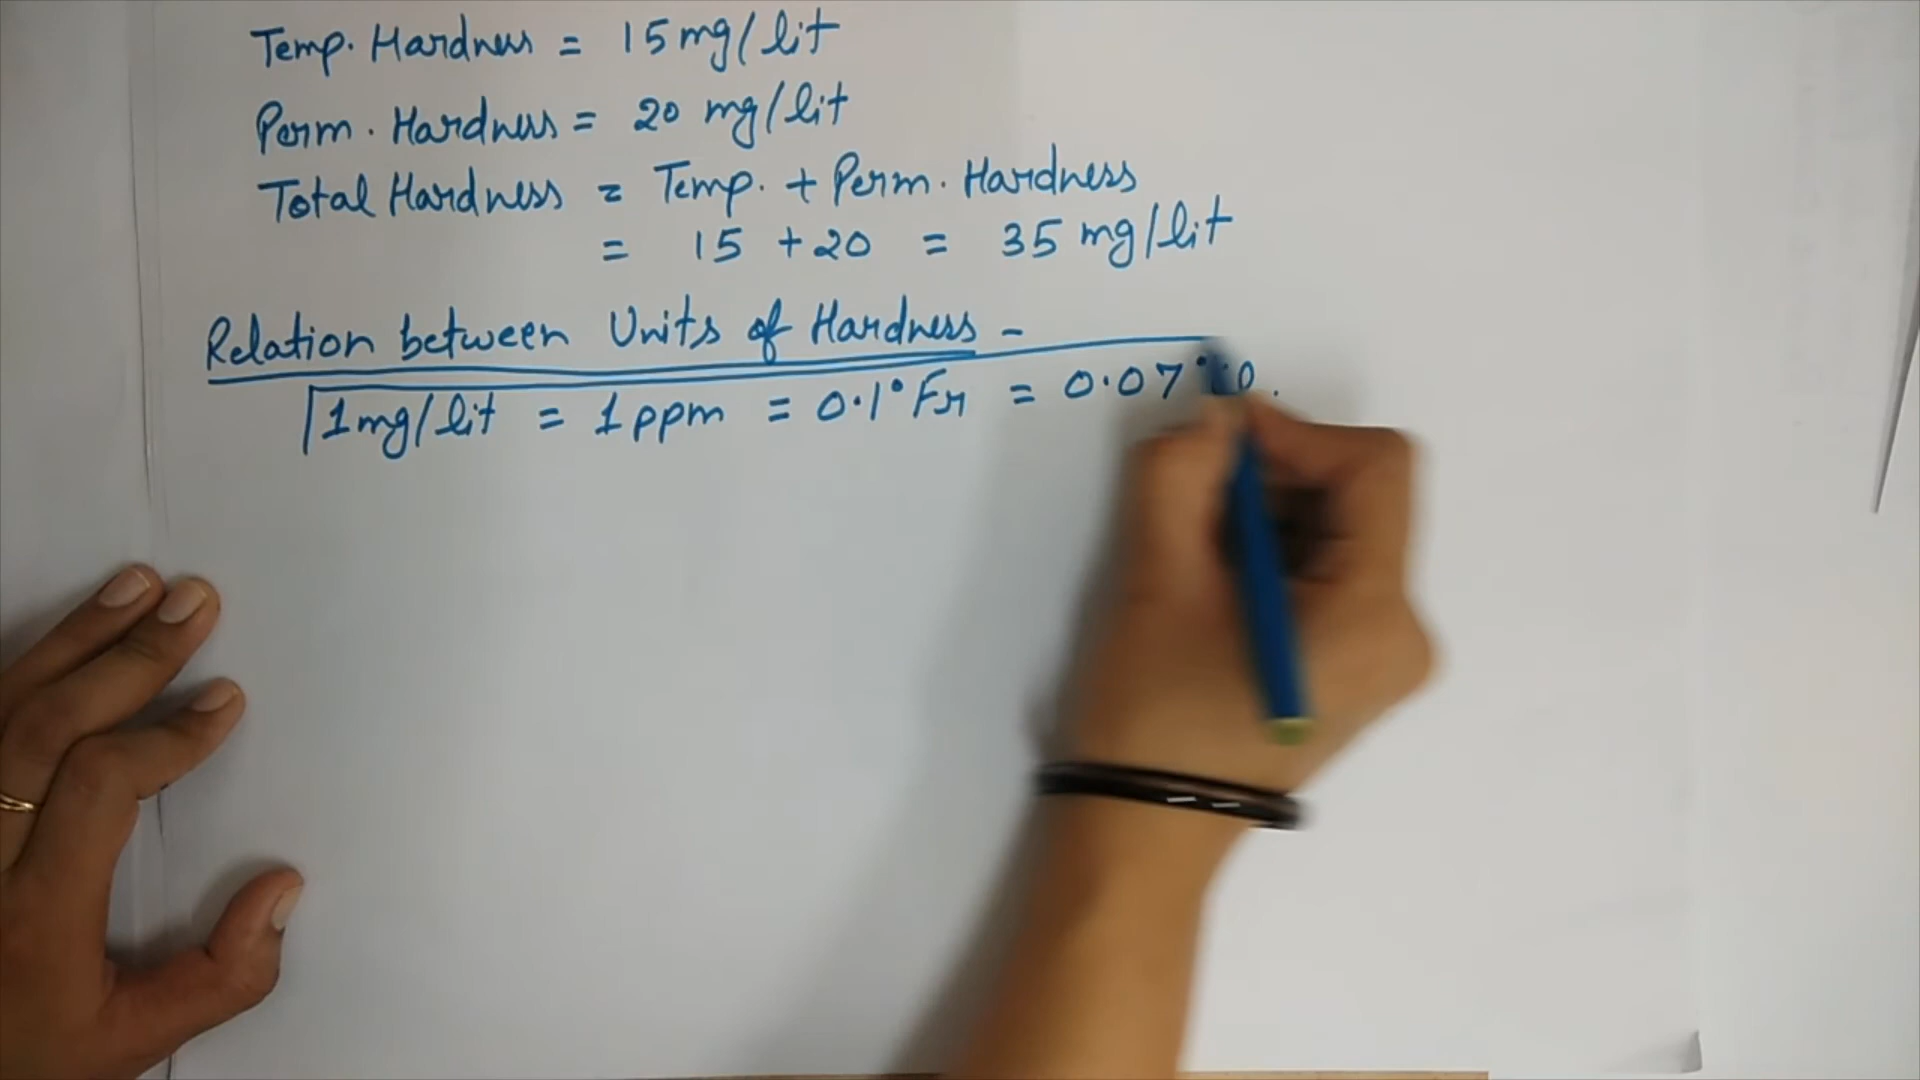 Temp. Hardness = 15 mg/lit
Perm. Hardness = 20 mg/lit
Total Hardness = Temp. + Perm. Hardness
= 15 + 20 = 35 mg/lit
Relation between Units of Hardness -
1 mg/lit = 1 ppm = 0.1° Fr = 0.07°